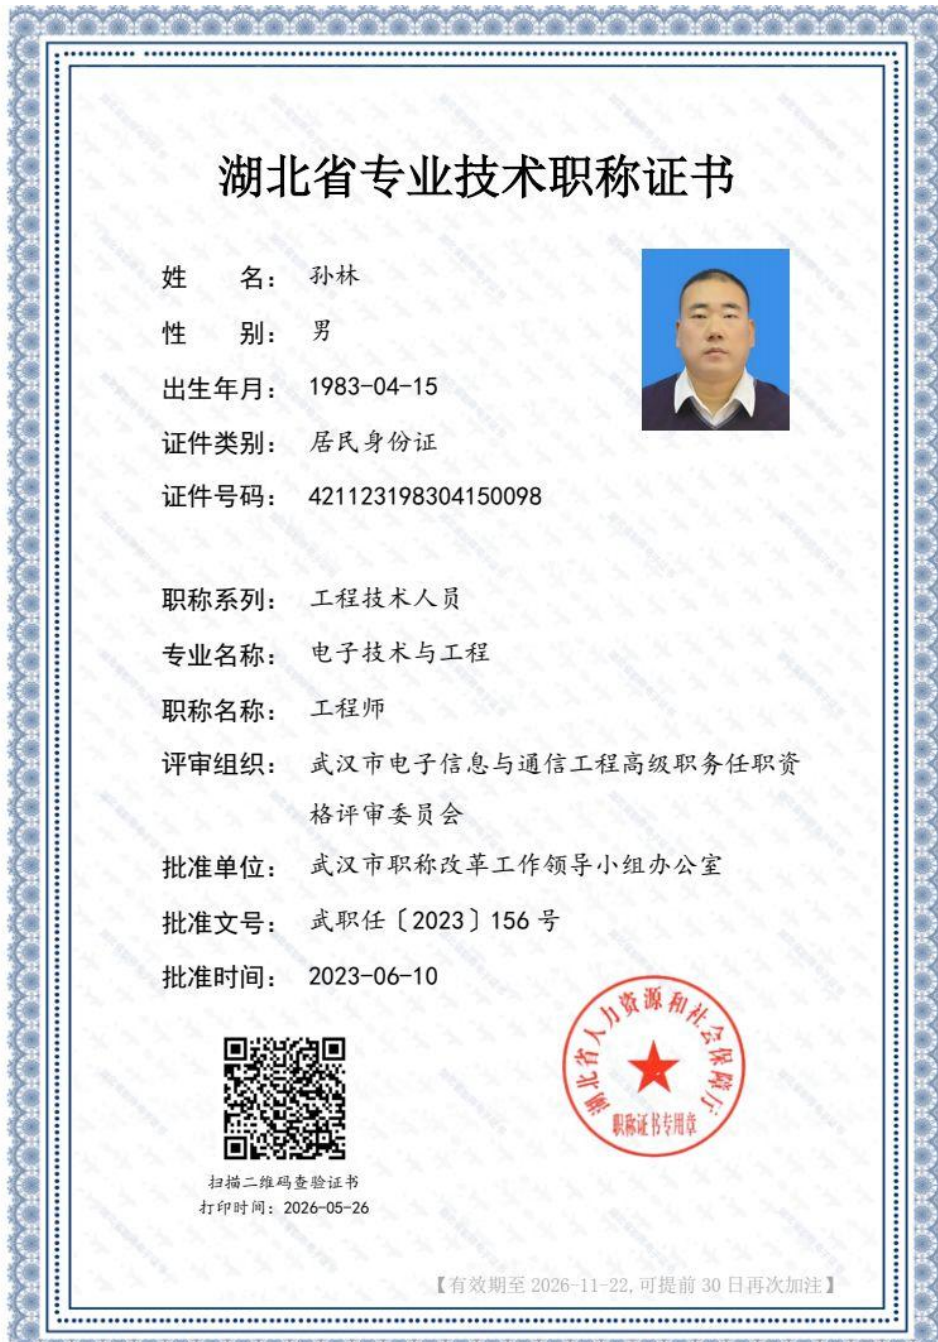 湖北省专业技术职称证书
姓 名： 孙林
性 别： 男
出生年月： 1983-04-15
证件类别： 居民身份证
证件号码： 421123198304150098
职称系列： 工程技术人员
专业名称： 电子技术与工程
职称名称： 工程师
评审组织： 武汉市电子信息与通信工程高级职务任职资
格评审委员会
批准单位： 武汉市职称改革工作领导小组办公室
批准文号： 武职任〔2023〕156 号
批准时间： 2023-06-10
湖北省人力资源和社会保障厅
职称证书专用章
扫描二维码查验证书
打印时间：2026-05-26
【有效期至 2026-11-22,可提前 30 日再次加注】